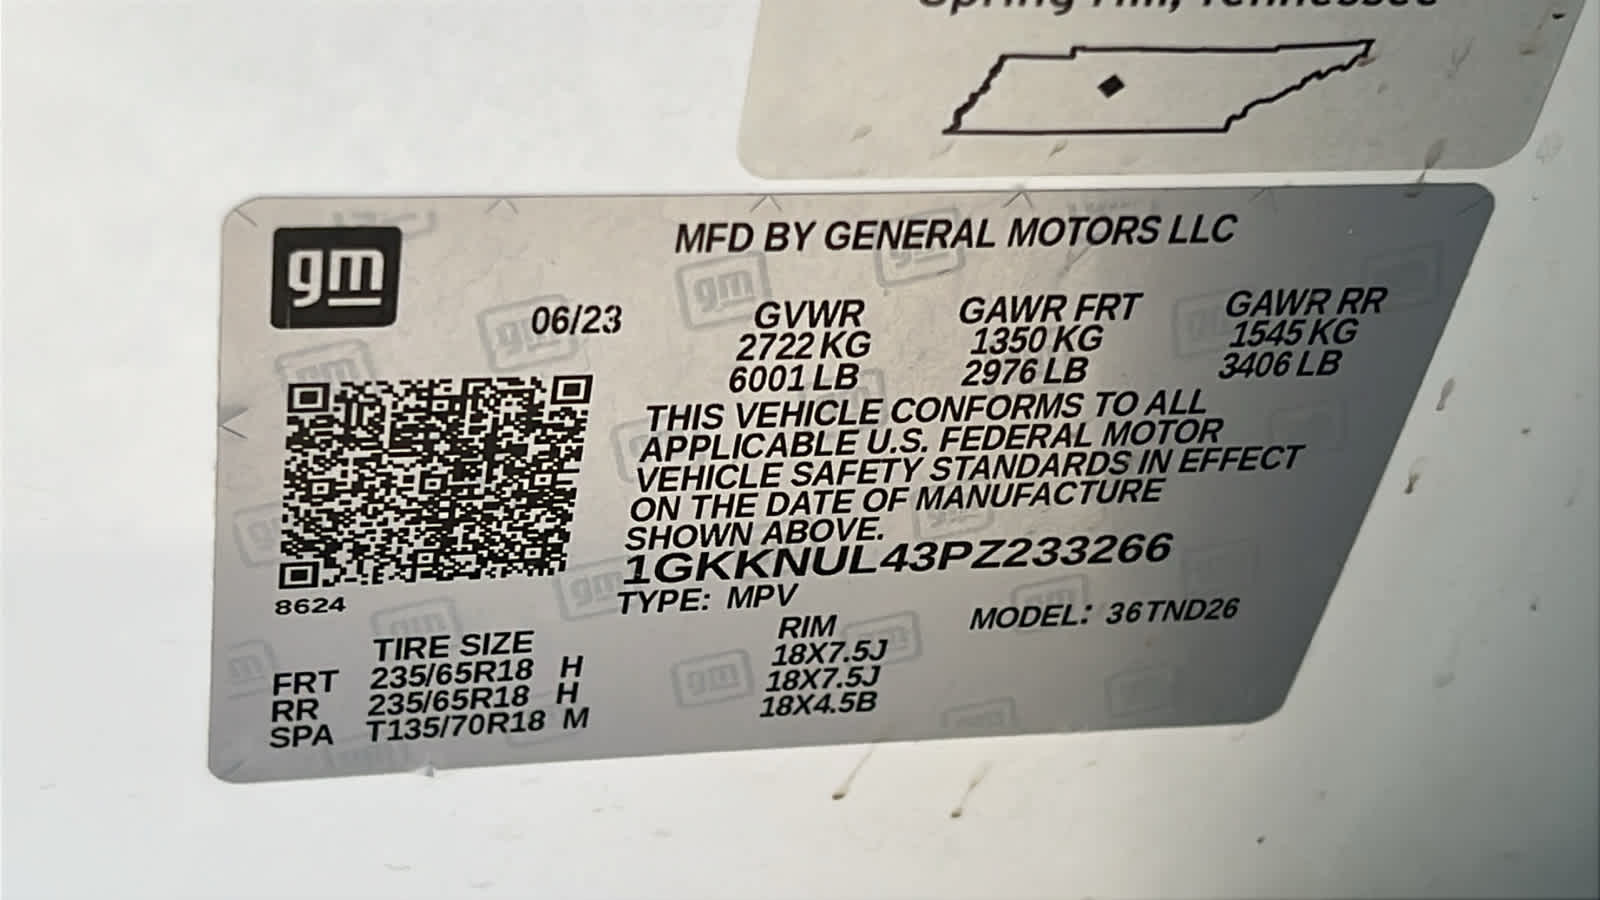 Spring Hill, Tennessee
gm
MFD BY GENERAL MOTORS LLC
06/23
GVWR GAWR FRT GAWR RR
2722 KG 1350 KG 1545 KG
6001 LB 2976 LB 3406 LB
THIS VEHICLE CONFORMS TO ALL
APPLICABLE U.S. FEDERAL MOTOR
VEHICLE SAFETY STANDARDS IN EFFECT
ON THE DATE OF MANUFACTURE
SHOWN ABOVE.
1GKKNUL43PZ233266
8624
TYPE: MPV MODEL: 36TND26
TIRE SIZE RIM
FRT 235/65R18 H 18X7.5J
RR 235/65R18 H 18X7.5J
SPA T135/70R18 M 18X4.5B